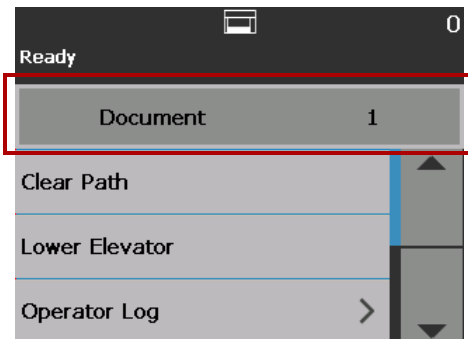 0
Ready
Document 1
Clear Path
Lower Elevator
Operator Log